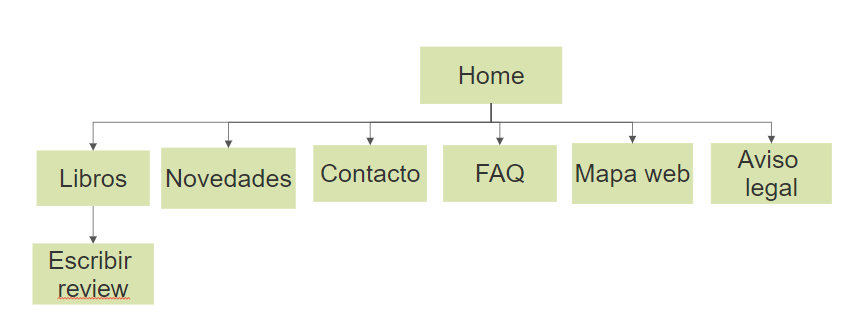 Home
Libros
Novedades
Contacto
FAQ
Mapa web
Aviso
legal
Escribir
review